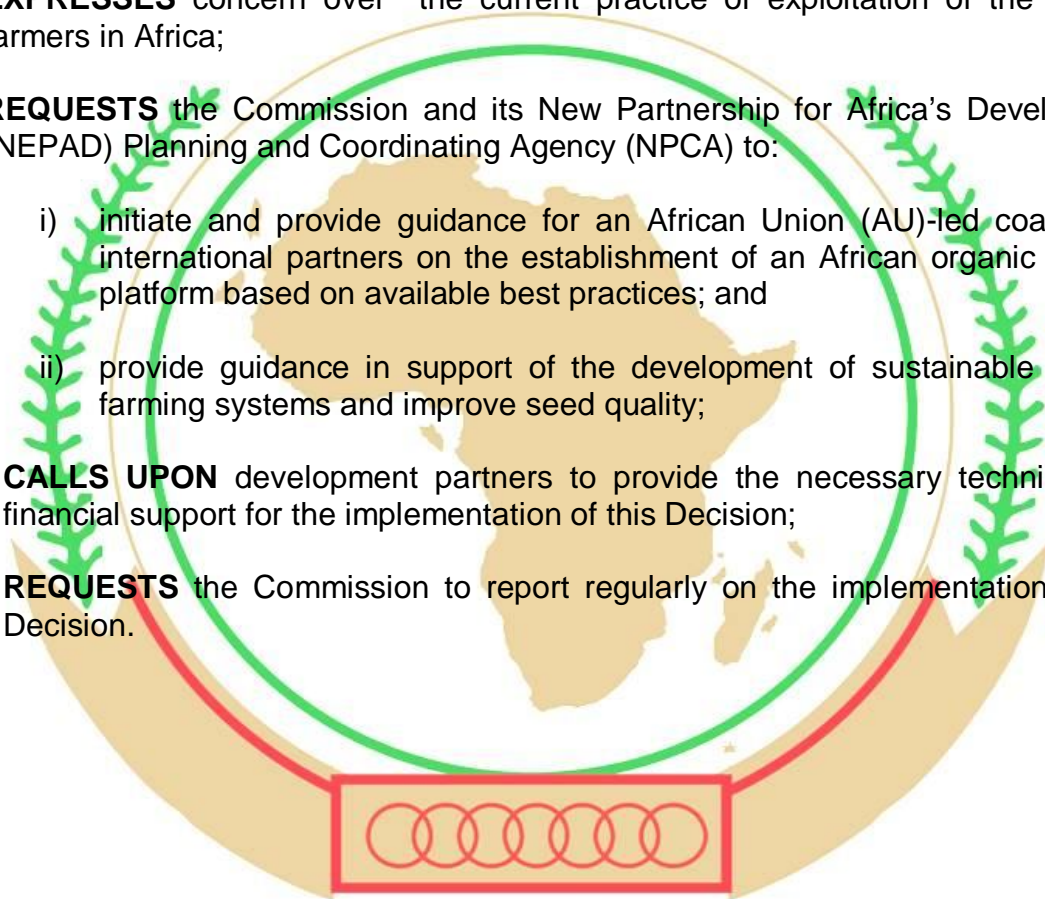 EXPRESSES concern over the current practice of exploitation of the
farmers in Africa;
REQUESTS the Commission and its New Partnership for Africa's Devel
(NEPAD) Planning and Coordinating Agency (NPCA) to:
i) initiate and provide guidance for an African Union (AU)-led coa
international partners on the establishment of an African organic
platform based on available best practices; and
ii) provide guidance in support of the development of sustainable
farming systems and improve seed quality;
CALLS UPON development partners to provide the necessary techni
financial support for the implementation of this Decision;
REQUESTS the Commission to report regularly on the implementation
Decision.